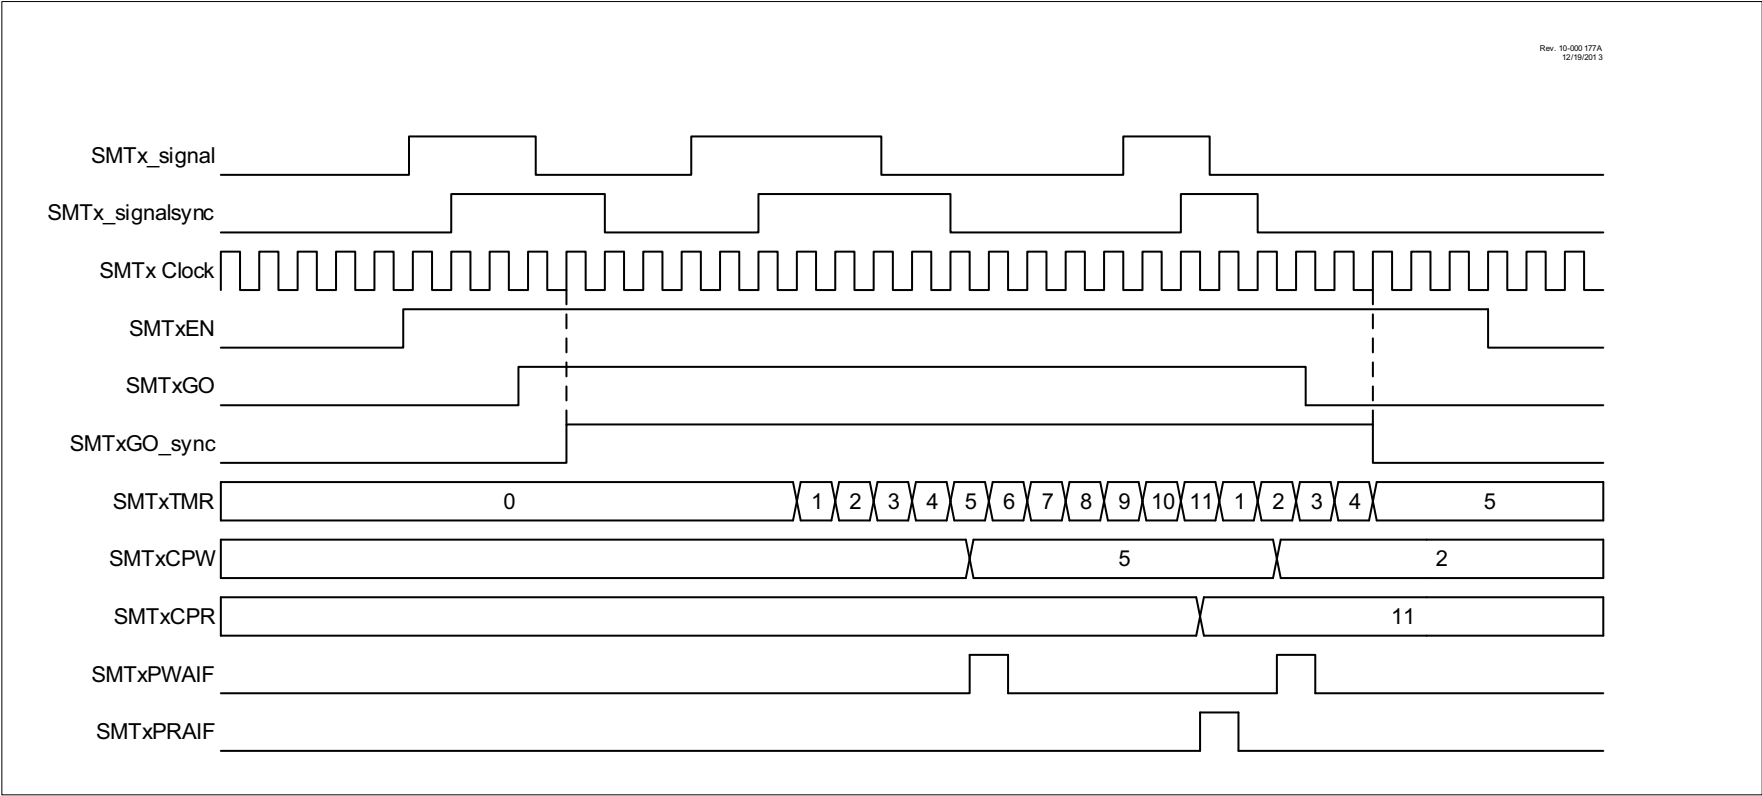 Rev. 10-000 177A
12/19/201 3
SMTx_signal
SMTx_signalsync
SMTx Clock
SMTxEN
SMTxGO
SMTxGO_sync
SMTxTMR 0 1 2 3 4 5 6 7 8 9 10 11 1 2 3 4 5
SMTxCPW 5 2
SMTxCPR 11
SMTxPWAIF
SMTxPRAIF